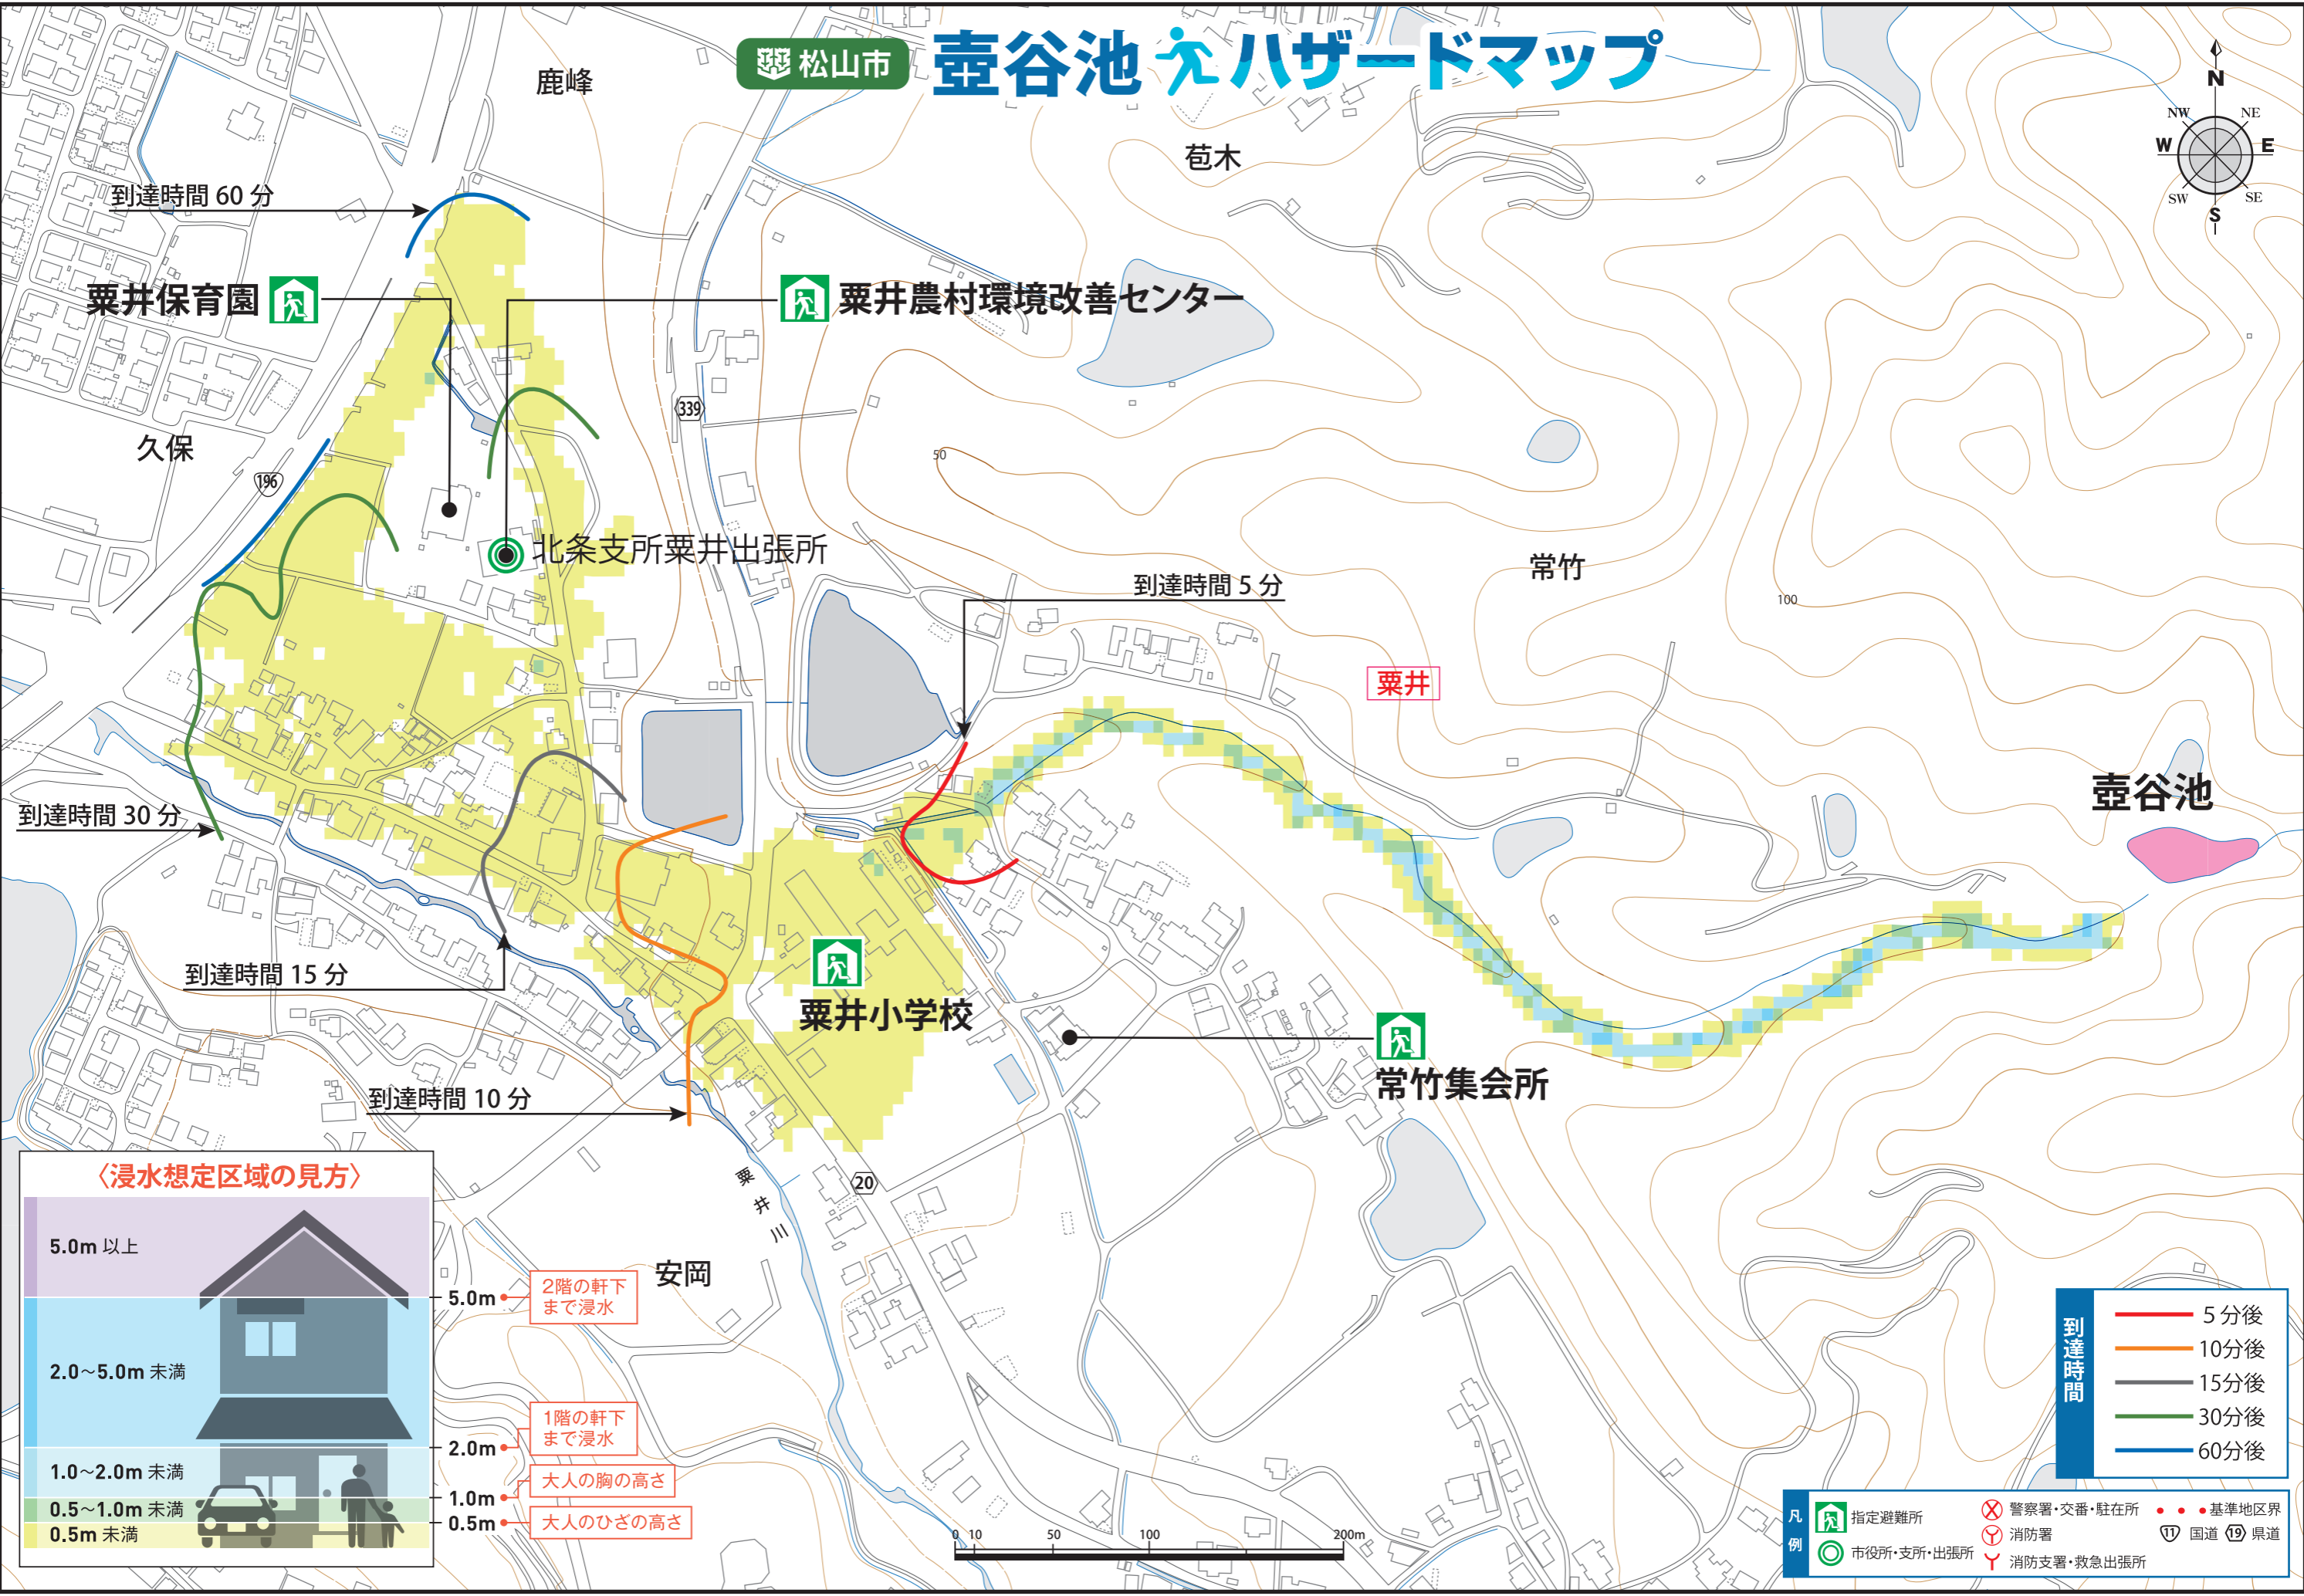 松山市 壺谷池 ハザードマップ
鹿峰
苞木
N
NW NE
W E
SW SE
S
到達時間 60 分
粟井保育園
粟井農村環境改善センター
339
久保
50
196
北条支所粟井出張所
常竹
到達時間 5 分
100
粟井
壺谷池
到達時間 30 分
到達時間 15 分
粟井小学校
常竹集会所
到達時間 10 分
粟井川
20
安岡
〈浸水想定区域の見方〉
5.0m 以上
5.0m
2階の軒下
まで浸水
2.0〜5.0m 未満
1階の軒下
まで浸水
2.0m
1.0〜2.0m 未満
大人の胸の高さ
1.0m
0.5〜1.0m 未満
0.5m
大人のひざの高さ
0.5m 未満
0 10 50 100 200m
到達時間
5分後
10分後
15分後
30分後
60分後
凡例
指定避難所
市役所・支所・出張所
警察署・交番・駐在所
消防署
消防支署・救急出張所
基準地区界
11 国道 19 県道